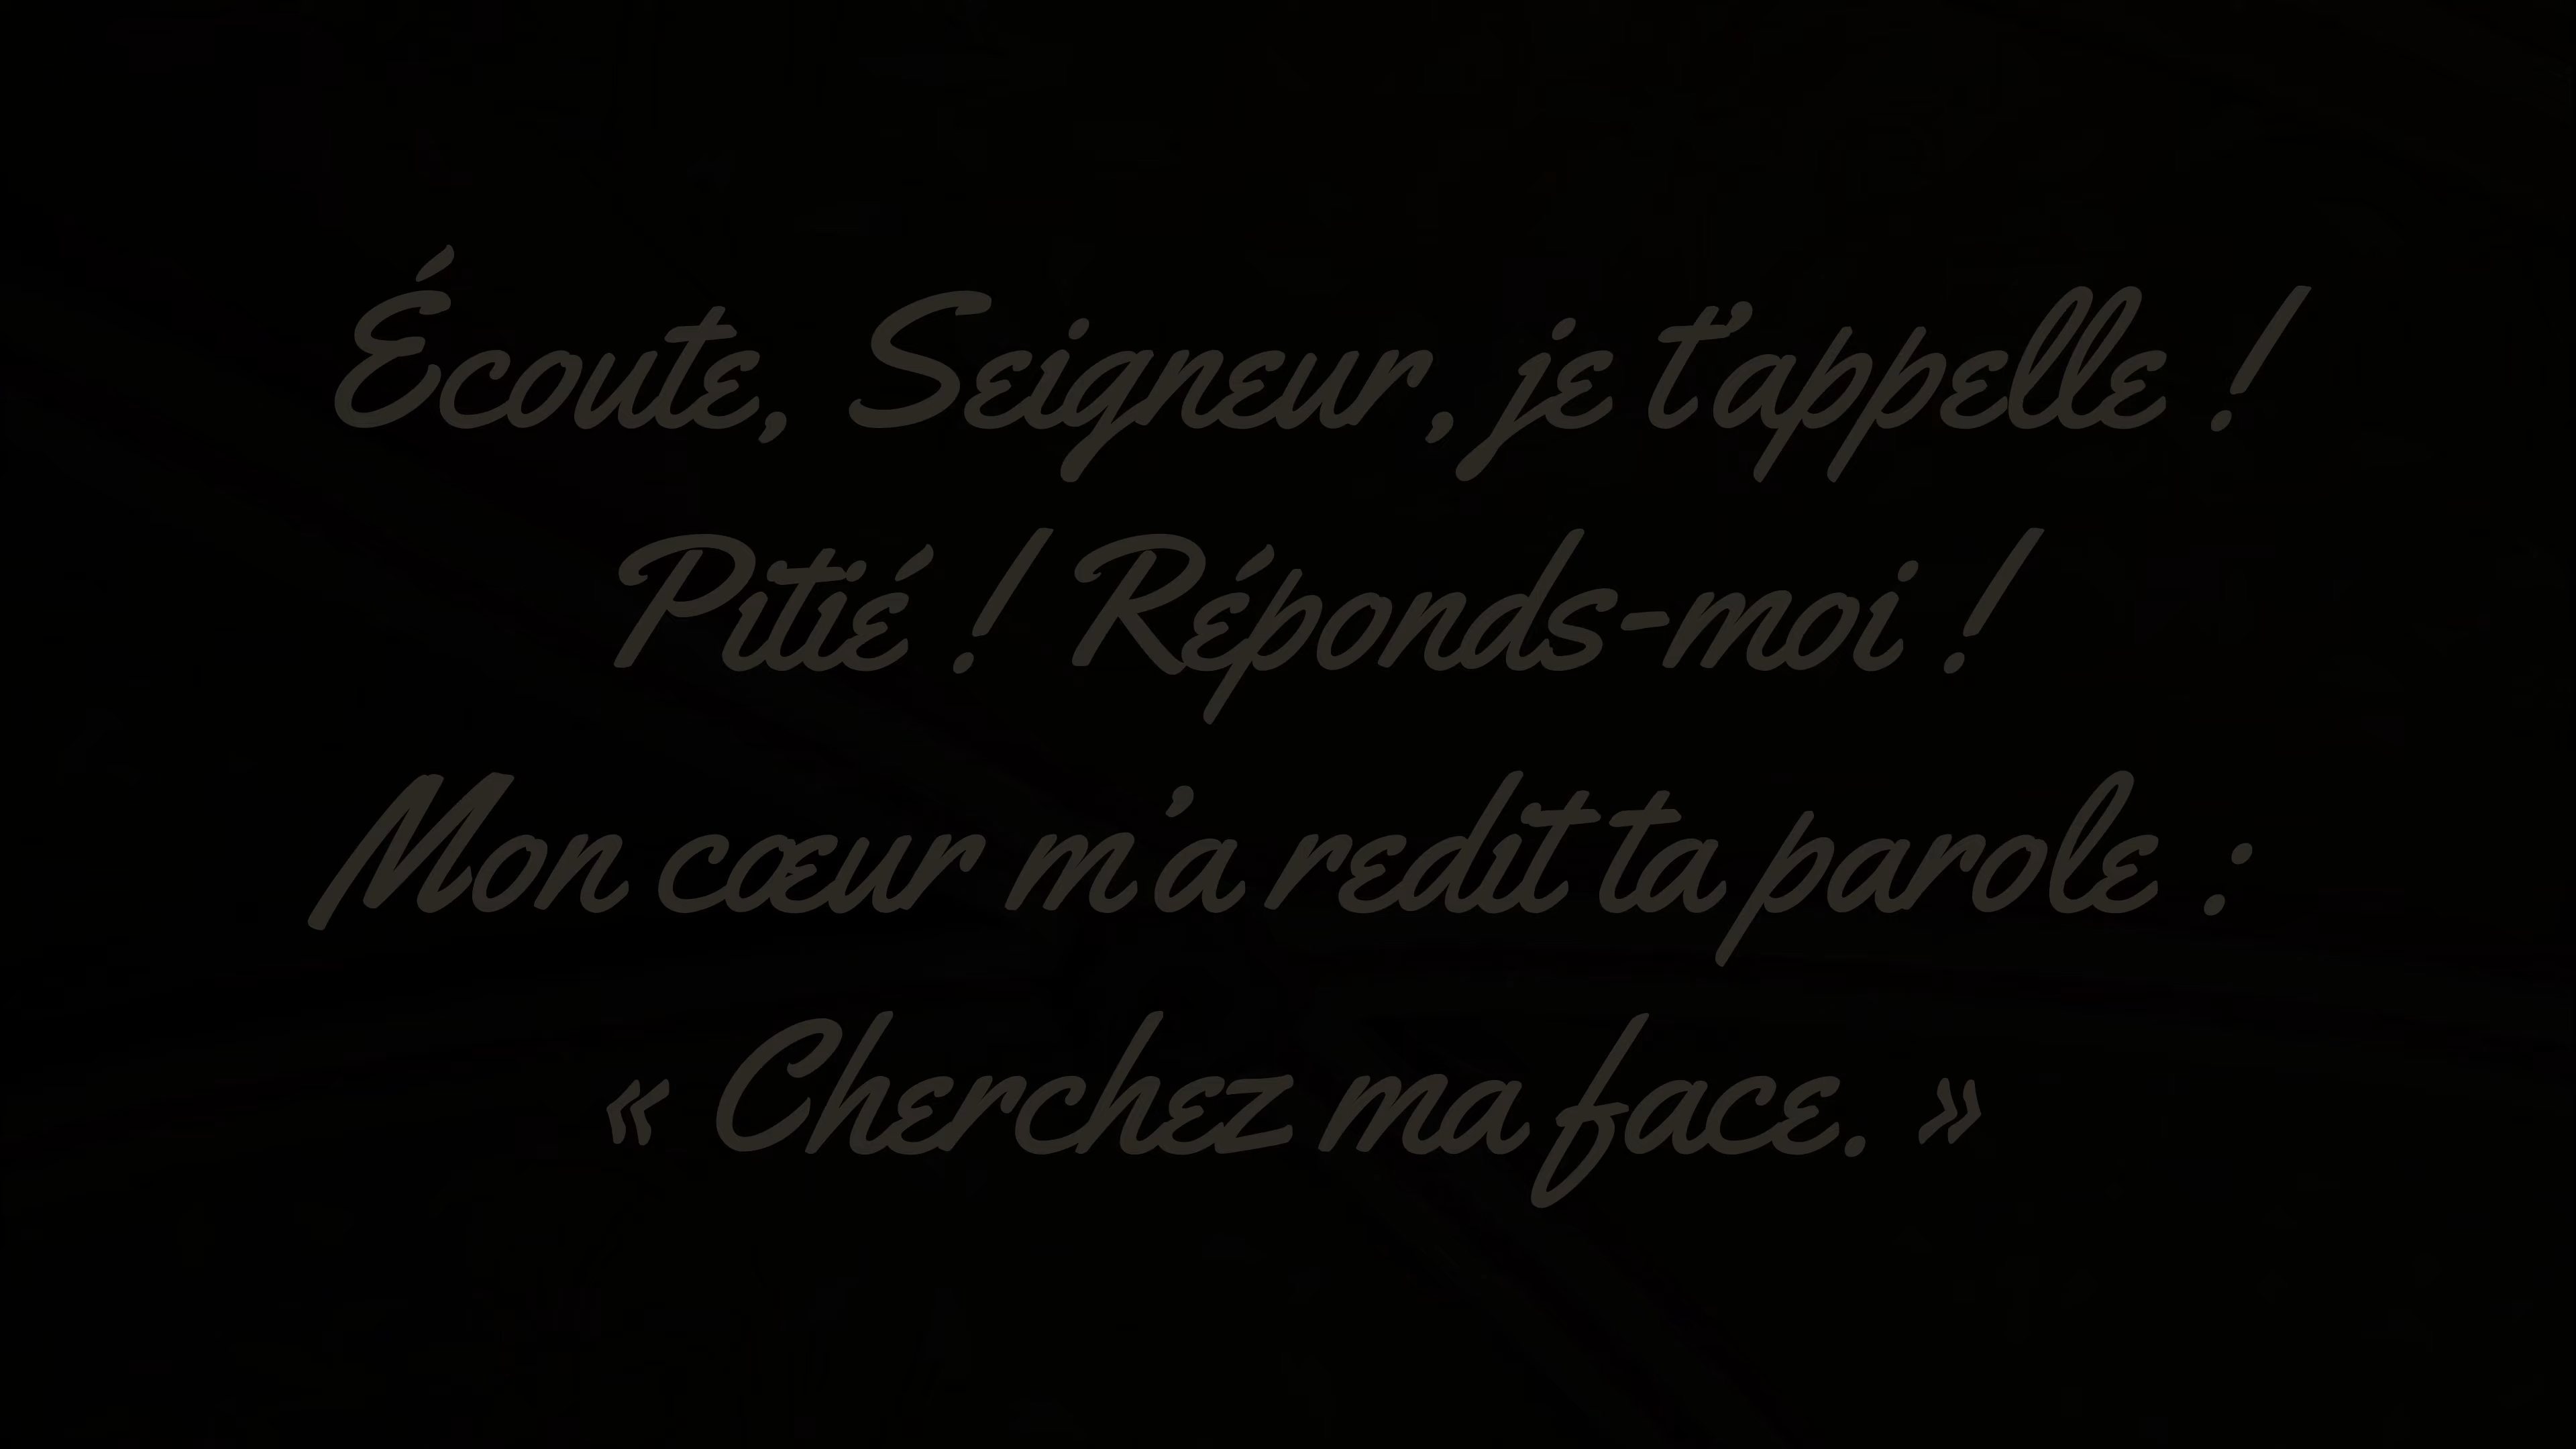 Écoute, Seigneur, je t'appelle !
Pitié ! Réponds-moi !
Mon cœur m'a redit ta parole :
« Cherchez ma face. »